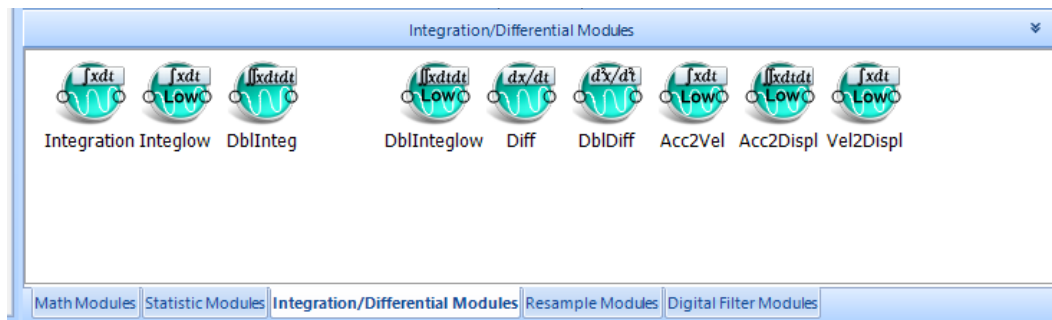 Integration/Differential Modules
∫xdt ∫xdt ∬xdtdt ∬xdtdt dx/dt d²x/dt² ∫xdt ∬xdtdt ∫xdt
Low Low Low Low Low
Integration Integlow DblInteg DblInteglow Diff DblDiff Acc2Vel Acc2Displ Vel2Displ
Math Modules Statistic Modules Integration/Differential Modules Resample Modules Digital Filter Modules